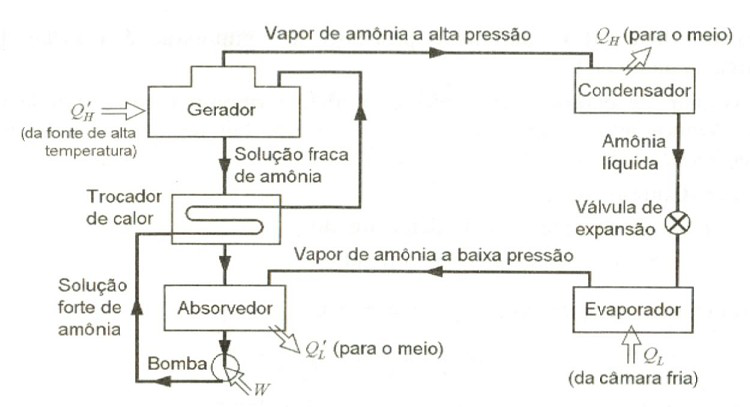 Vapor de amônia a alta pressão
Q_H (para o meio)
Gerador
Condensador
Q'_H
(da fonte de alta
temperatura)
Solução fraca
de amônia
Amônia
líquida
Trocador
de calor
Válvula de
expansão
Vapor de amônia a baixa pressão
Solução
forte de
amônia
Absorvedor
Evaporador
Q'_L (para o meio)
Bomba
W
Q_L
(da câmara fria)